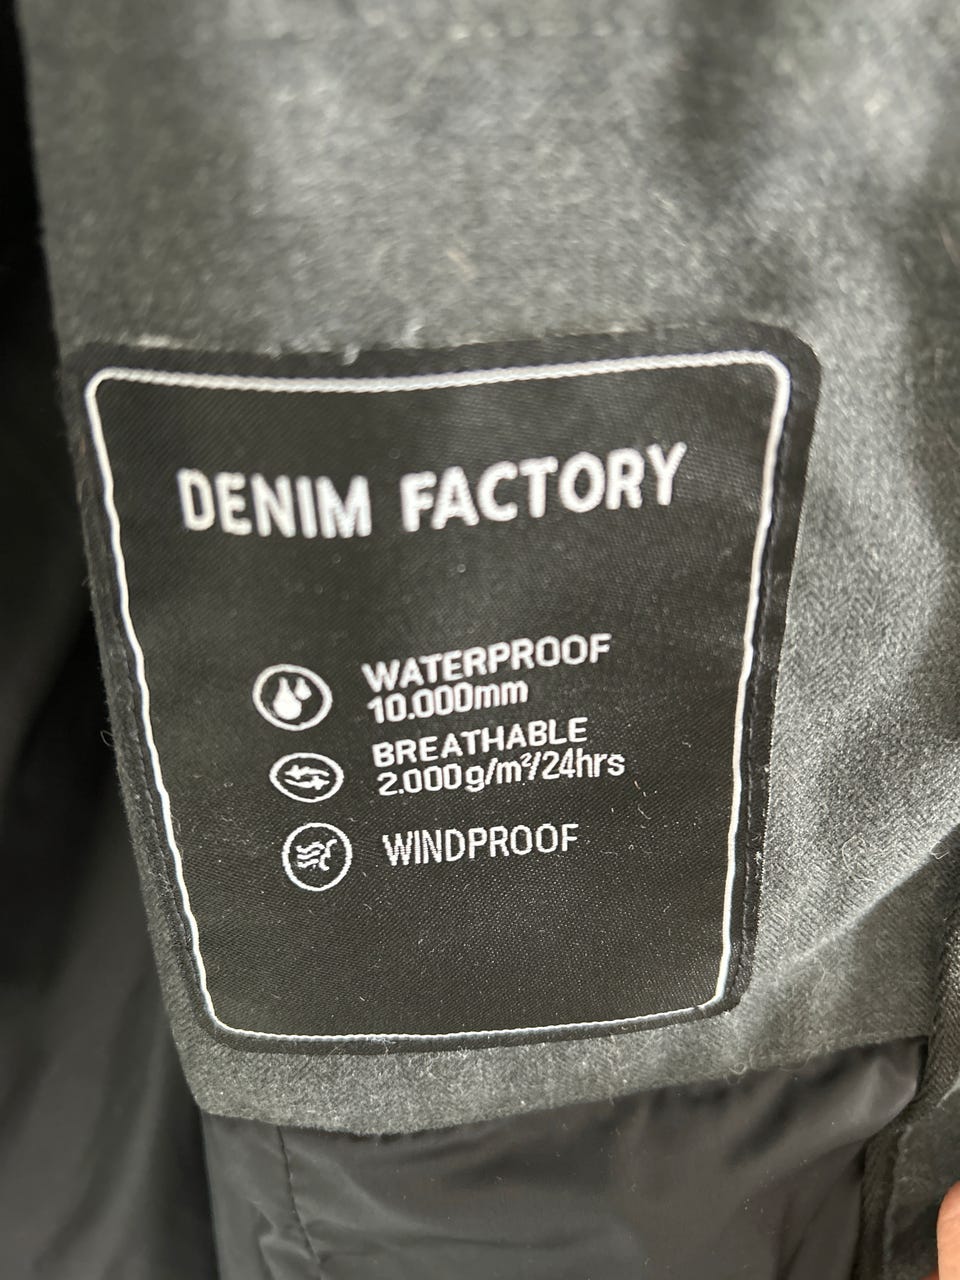 DENIM FACTORY
WATERPROOF
10.000mm
BREATHABLE
2.000g/m²/24hrs
WINDPROOF